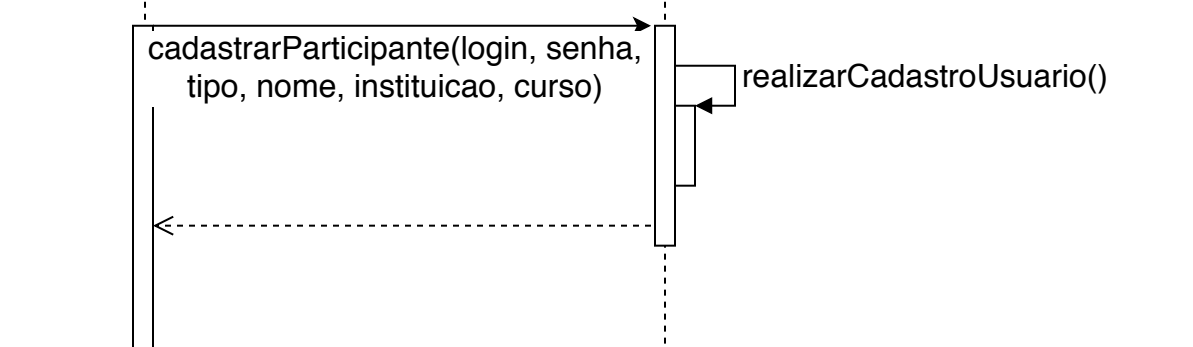 cadastrarParticipante(login, senha,
tipo, nome, instituicao, curso)
realizarCadastroUsuario()